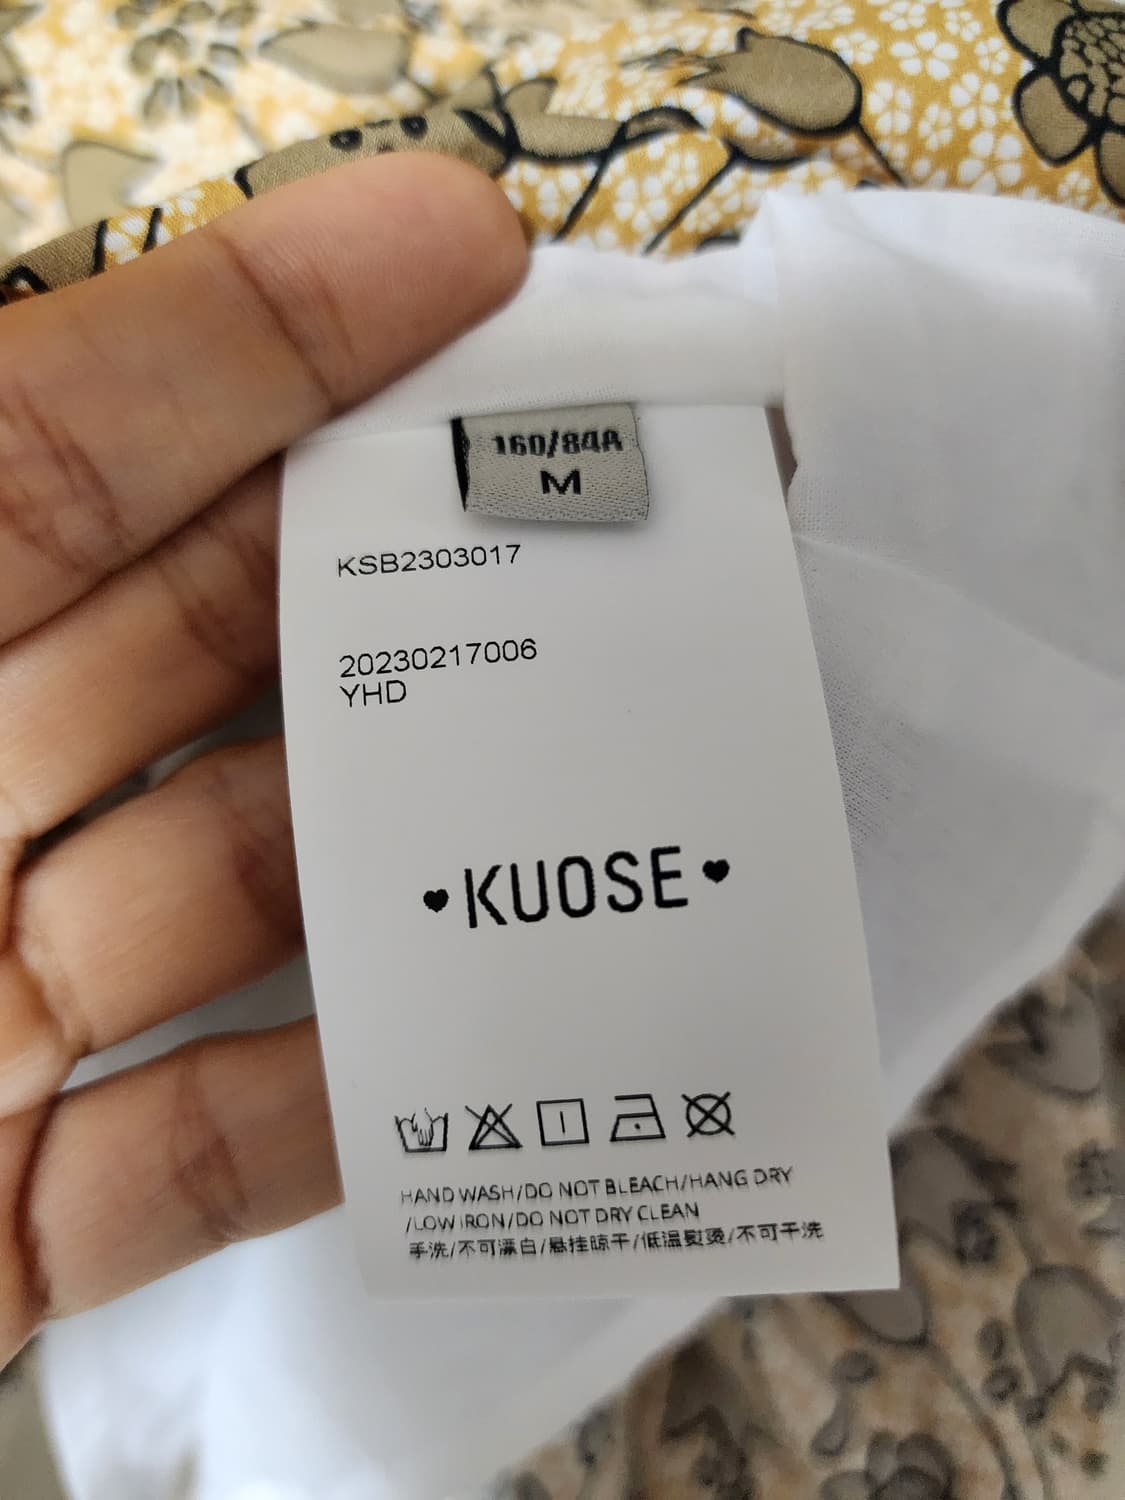 160/84A
M
KSB2303017
20230217006
YHD
♥KUOSE♥
HAND WASH/DO NOT BLEACH/HANG DRY
/LOW IRON/DO NOT DRY CLEAN
手洗/不可漂白/悬挂晾干/低温熨烫/不可干洗